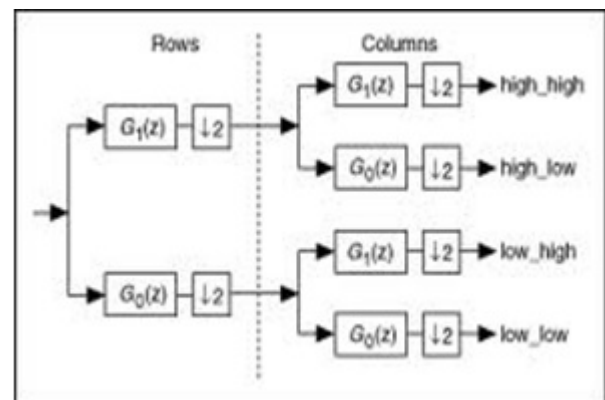 Rows Columns
G₁(z) ↓2 high_high
G₁(z) ↓2
G₀(z) ↓2 high_low
G₁(z) ↓2 low_high
G₀(z) ↓2
G₀(z) ↓2 low_low